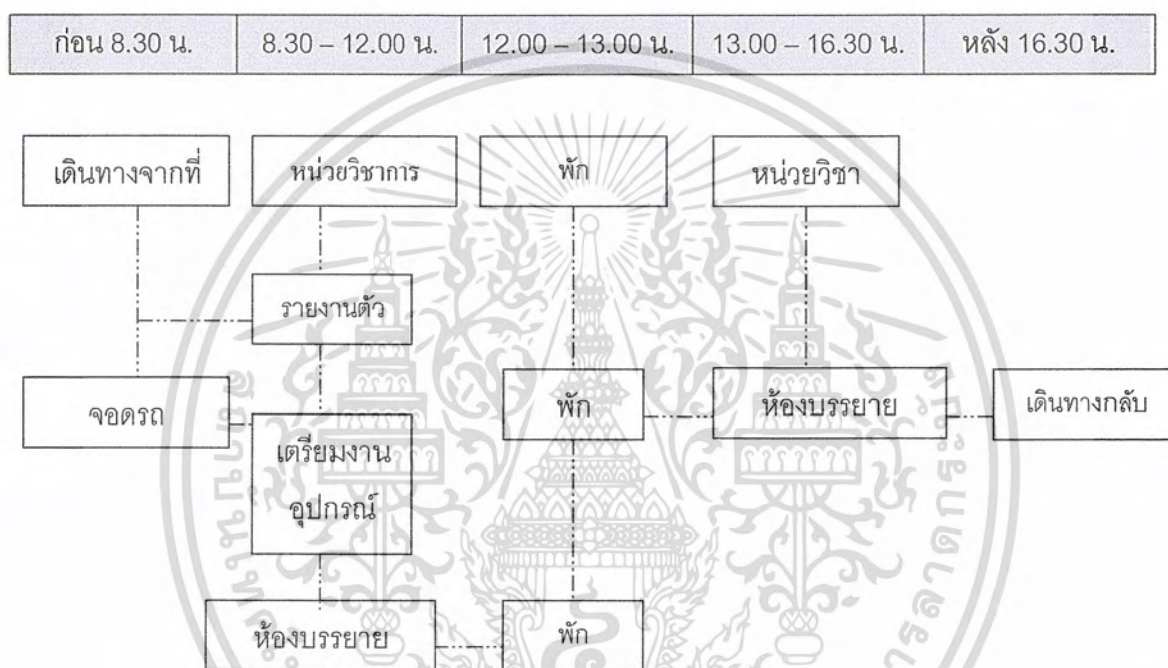 ก่อน 8.30 น. 8.30 – 12.00 น. 12.00 – 13.00 น. 13.00 – 16.30 น. หลัง 16.30 น.
เดินทางจากที่ หน่วยวิชาการ พัก หน่วยวิชา
รายงานตัว
จอดรถ พัก ห้องบรรยาย เดินทางกลับ
เตรียมงาน
อุปกรณ์
ห้องบรรยาย พัก